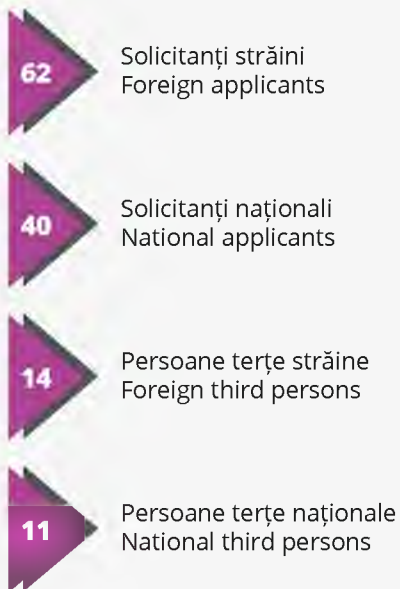 62
Solicitanți străini
Foreign applicants
40
Solicitanți naționali
National applicants
14
Persoane terțe străine
Foreign third persons
11
Persoane terțe naționale
National third persons